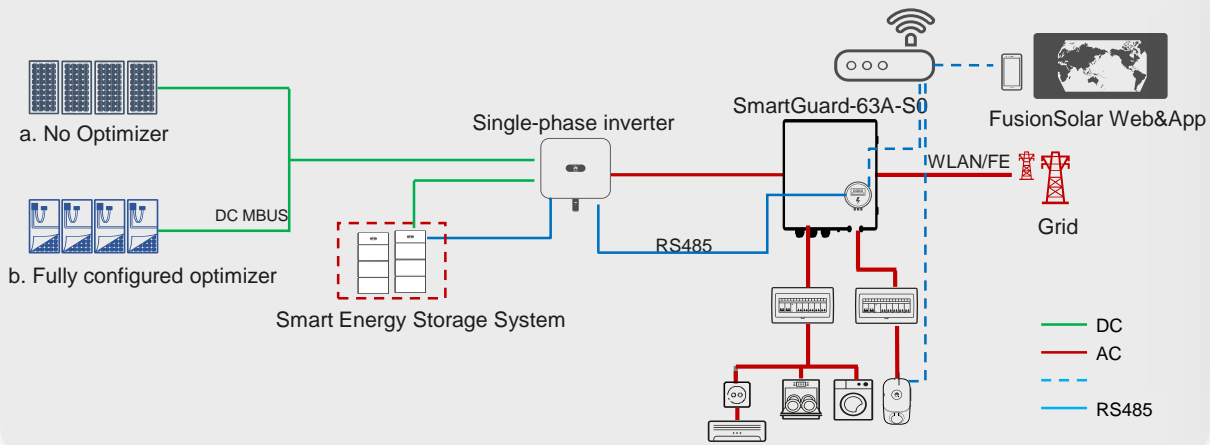 SmartGuard-63A-S0
FusionSolar Web&App
a. No Optimizer
Single-phase inverter
WLAN/FE
DC MBUS
Grid
RS485
b. Fully configured optimizer
Smart Energy Storage System
DC
AC
RS485